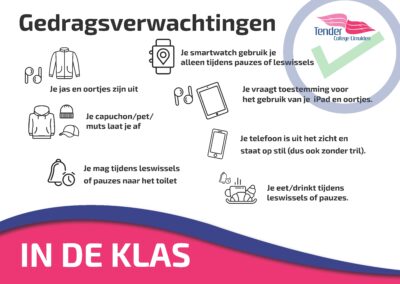 Gedragsverwachtingen
Tender
College IJmuiden
Je smartwatch gebruik je
alleen tijdens pauzes of leswissels
Je jas en oortjes zijn uit
Je vraagt toestemming voor
het gebruik van je iPad en oortjes.
Je capuchon/pet/
muts laat je af
Je telefoon is uit het zicht en
staat op stil (dus ook zonder tril).
Je mag tijdens leswissels
of pauzes naar het toilet
Je eet/drinkt tijdens
leswissels of pauzes.
IN DE KLAS